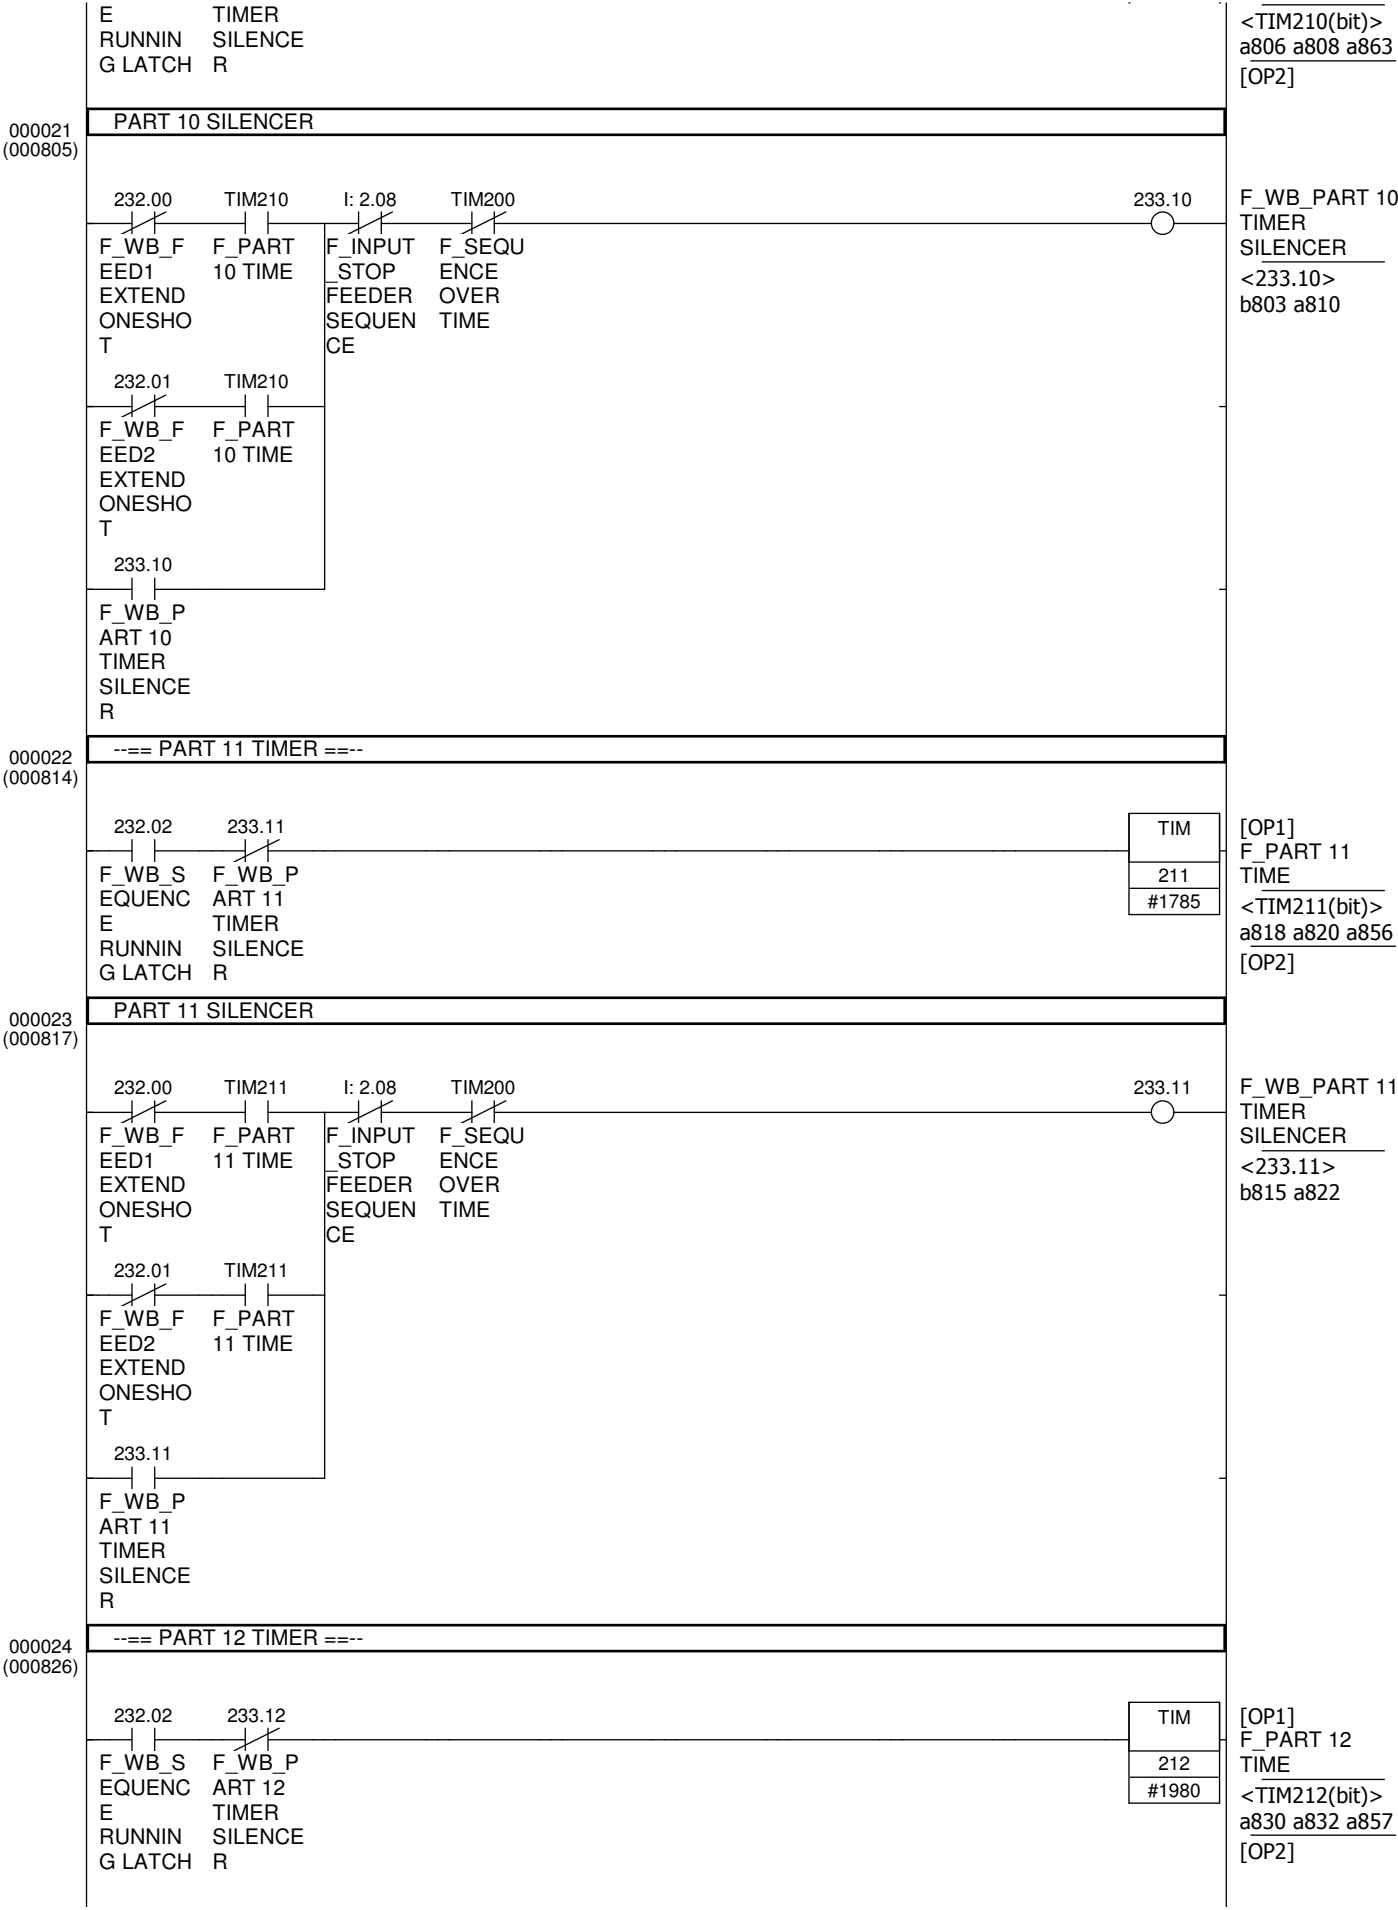 E TIMER
RUNNIN SILENCE
G LATCH R
<TIM210(bit)>
a806 a808 a863
[OP2]
000021
(000805)
PART 10 SILENCER
232.00 TIM210 I: 2.08 TIM200 233.10
F_WB_F F_PART F_INPUT F_SEQU
EED1 10 TIME _STOP ENCE
EXTEND FEEDER OVER
ONESHO SEQUEN TIME
T CE
F_WB_PART 10
TIMER
SILENCER
<233.10>
b803 a810
232.01 TIM210
F_WB_F F_PART
EED2 10 TIME
EXTEND
ONESHO
T
233.10
F_WB_P
ART 10
TIMER
SILENCE
R
000022
(000814)
--== PART 11 TIMER ==--
232.02 233.11
F_WB_S F_WB_P
EQUENC ART 11
E TIMER
RUNNIN SILENCE
G LATCH R
TIM
211
#1785
[OP1]
F_PART 11
TIME
<TIM211(bit)>
a818 a820 a856
[OP2]
000023
(000817)
PART 11 SILENCER
232.00 TIM211 I: 2.08 TIM200 233.11
F_WB_F F_PART F_INPUT F_SEQU
EED1 11 TIME _STOP ENCE
EXTEND FEEDER OVER
ONESHO SEQUEN TIME
T CE
F_WB_PART 11
TIMER
SILENCER
<233.11>
b815 a822
232.01 TIM211
F_WB_F F_PART
EED2 11 TIME
EXTEND
ONESHO
T
233.11
F_WB_P
ART 11
TIMER
SILENCE
R
000024
(000826)
--== PART 12 TIMER ==--
232.02 233.12
F_WB_S F_WB_P
EQUENC ART 12
E TIMER
RUNNIN SILENCE
G LATCH R
TIM
212
#1980
[OP1]
F_PART 12
TIME
<TIM212(bit)>
a830 a832 a857
[OP2]